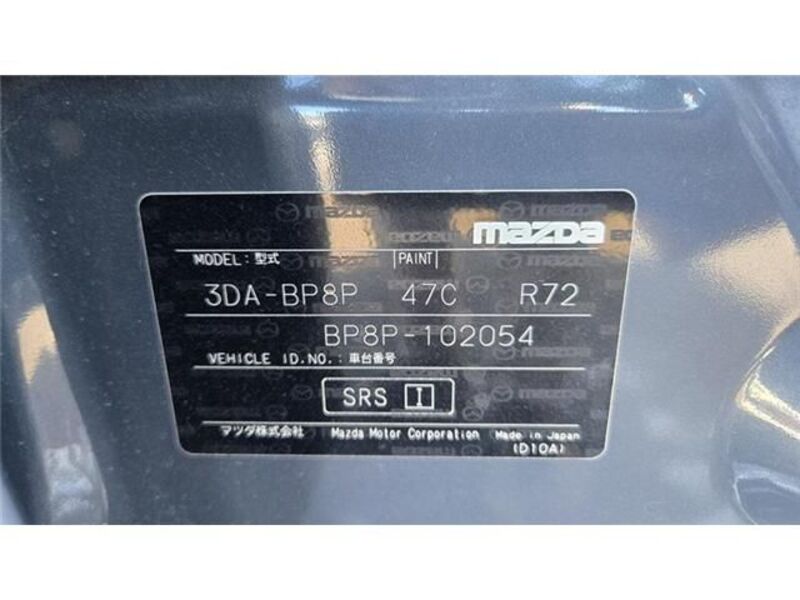 mazda
MODEL : 型式 PAINT
3DA-BP8P 47C R72
BP8P-102054
VEHICLE ID.NO. : 車台番号
SRS I
マツダ株式会社 Mazda Motor Corporation Made in Japan
(D10A)